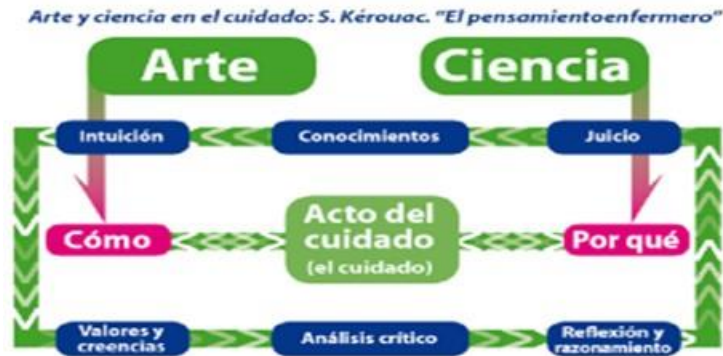 Arte y ciencia en el cuidado: S. Kérouac. "El pensamientoenfermero"
Arte
Ciencia
Intuición
Conocimientos
Juicio
Cómo
Acto del
cuidado
(el cuidado)
Por qué
Valores y
creencias
Análisis crítico
Reflexión y
razonamiento